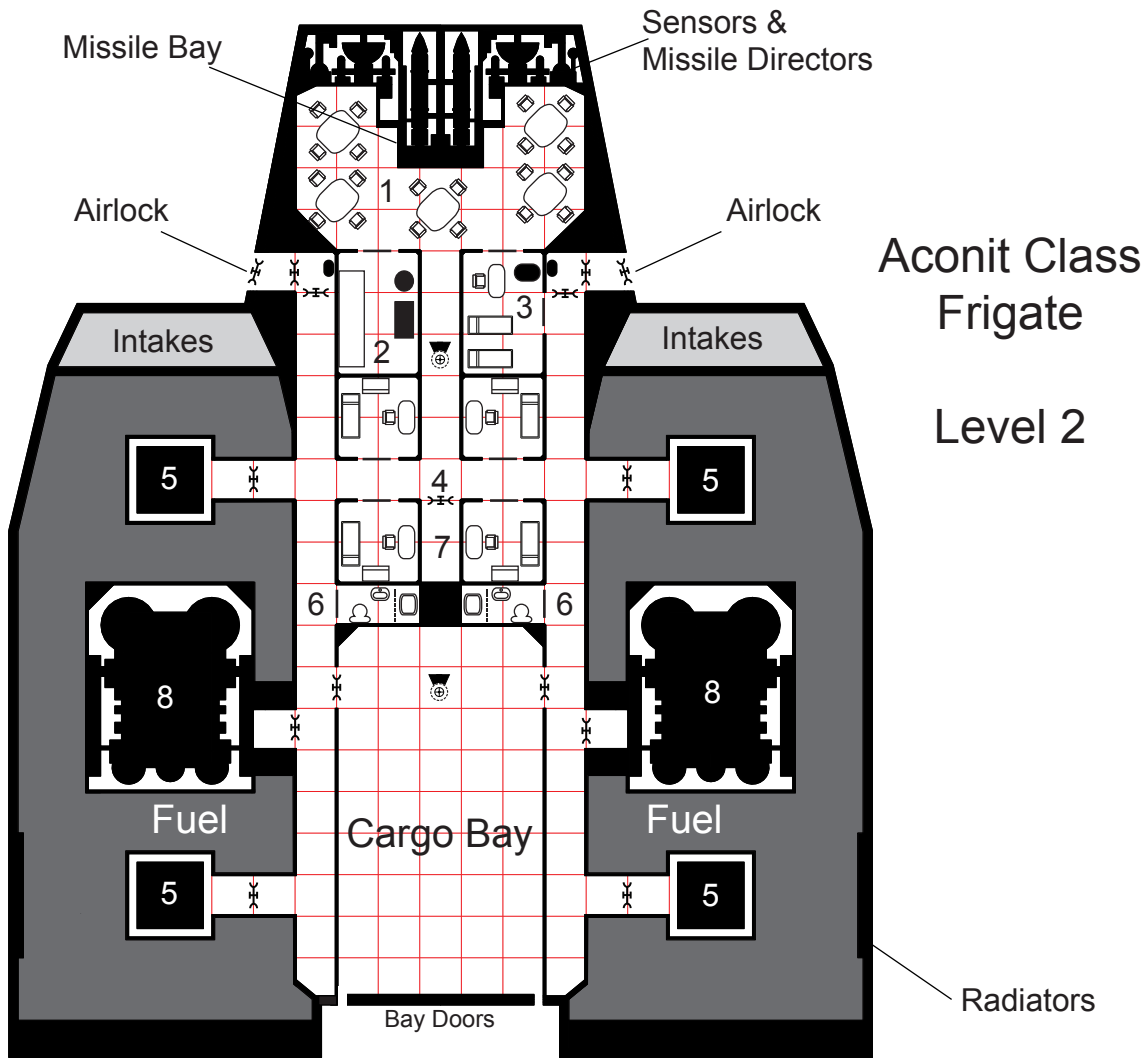 Missile Bay
Sensors &
Missile Directors
1
Airlock
Airlock
Aconit Class
Frigate
Level 2
3
Intakes
2
Intakes
5
4
5
7
6
6
8
8
Fuel
Fuel
Cargo Bay
5
5
Radiators
Bay Doors